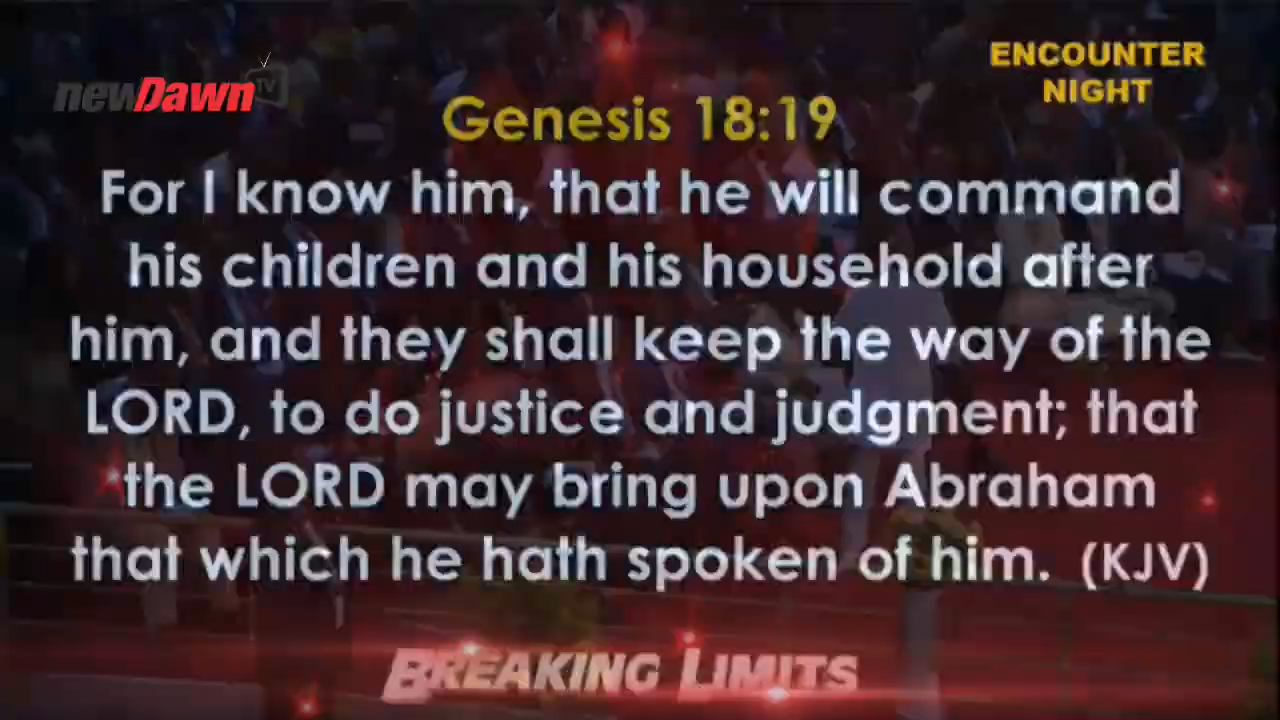 newDawn TV
ENCOUNTER
NIGHT
Genesis 18:19
For I know him, that he will command
his children and his household after
him, and they shall keep the way of the
LORD, to do justice and judgment; that
the LORD may bring upon Abraham
that which he hath spoken of him. (KJV)
BREAKING LIMITS